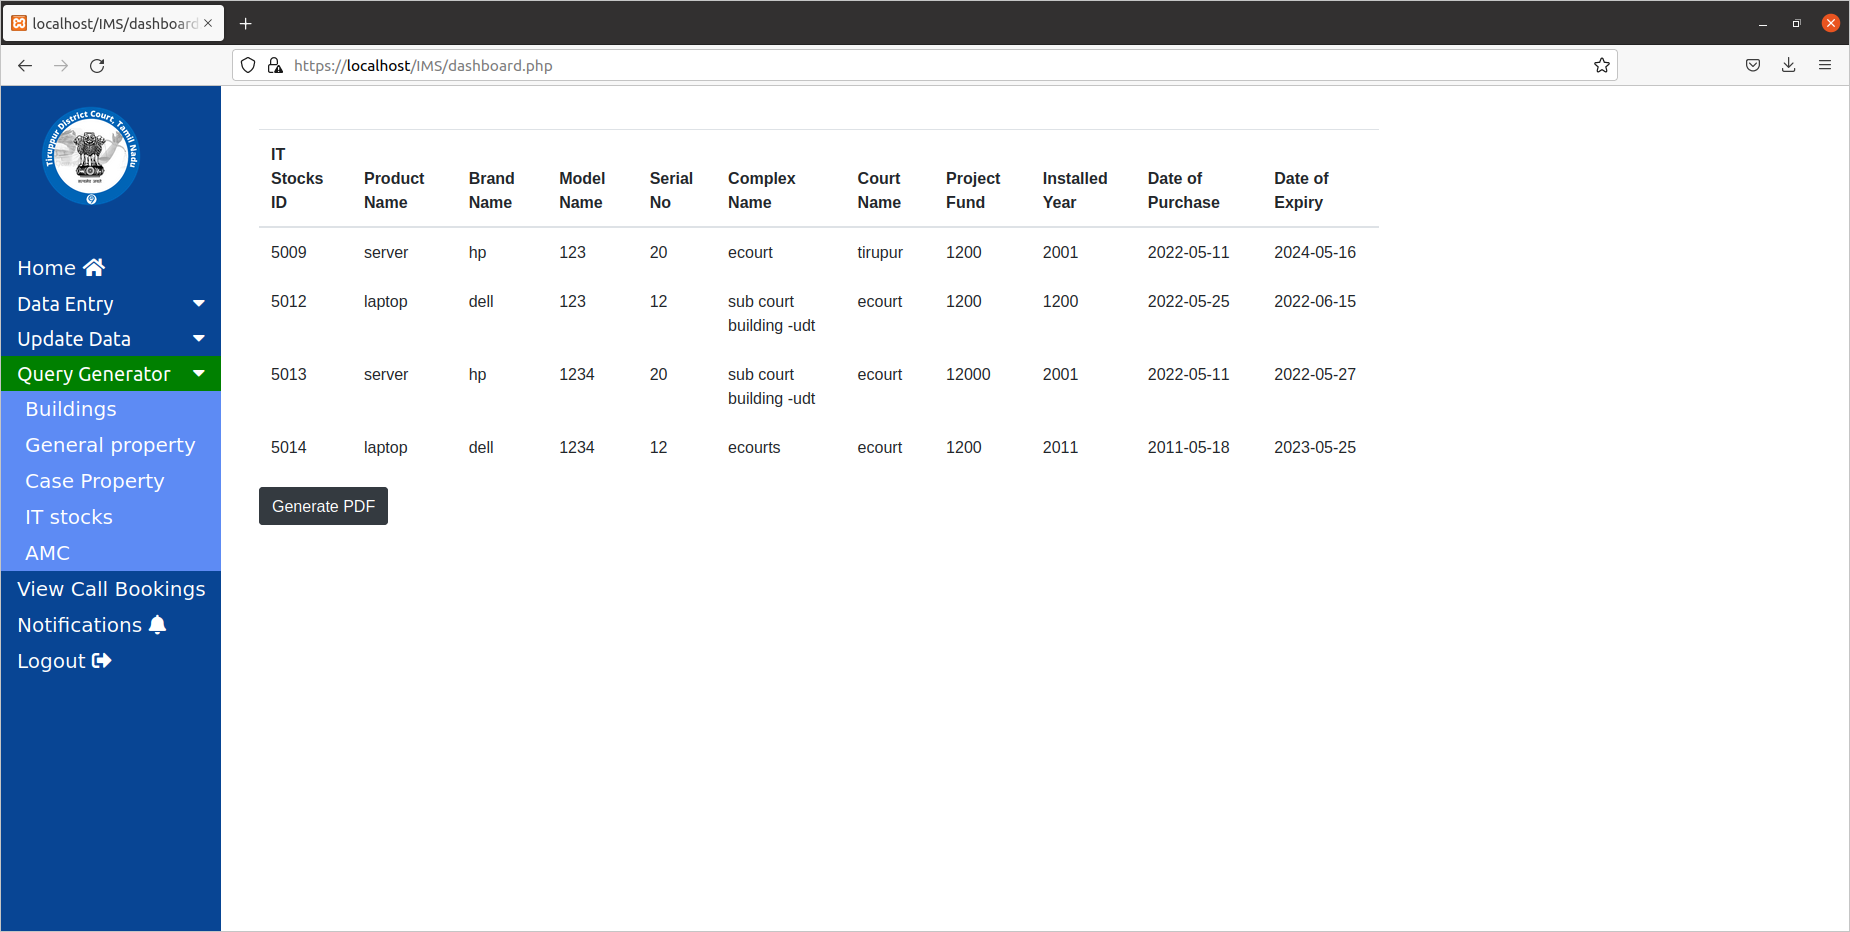 localhost/IMS/dashboard
https://localhost/IMS/dashboard.php
Tiruppur District Court, Tamil Nadu
Home
Data Entry
Update Data
Query Generator
Buildings
General property
Case Property
IT stocks
AMC
View Call Bookings
Notifications
Logout
IT Stocks ID Product Name Brand Name Model Name Serial No Complex Name Court Name Project Fund Installed Year Date of Purchase Date of Expiry
5009 server hp 123 20 ecourt tirupur 1200 2001 2022-05-11 2024-05-16
5012 laptop dell 123 12 sub court ecourt 1200 1200 2022-05-25 2022-06-15
building -udt
5013 server hp 1234 20 sub court ecourt 12000 2001 2022-05-11 2022-05-27
building -udt
5014 laptop dell 1234 12 ecourts ecourt 1200 2011 2011-05-18 2023-05-25
Generate PDF